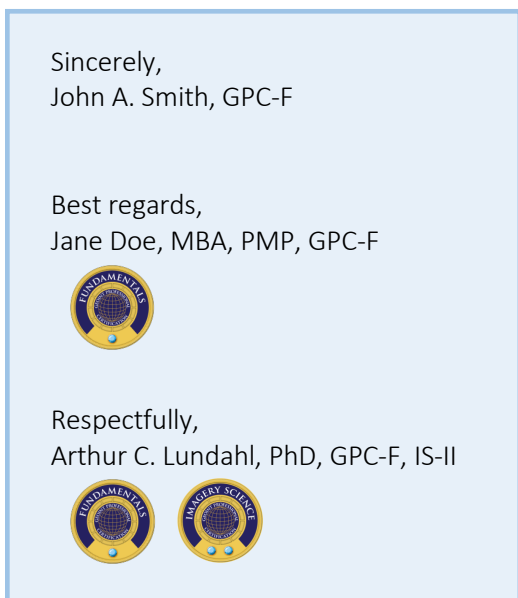 Sincerely,
John A. Smith, GPC-F
Best regards,
Jane Doe, MBA, PMP, GPC-F
FUNDAMENTALS
Respectfully,
Arthur C. Lundahl, PhD, GPC-F, IS-II
FUNDAMENTALS
IMAGERY SCIENCE